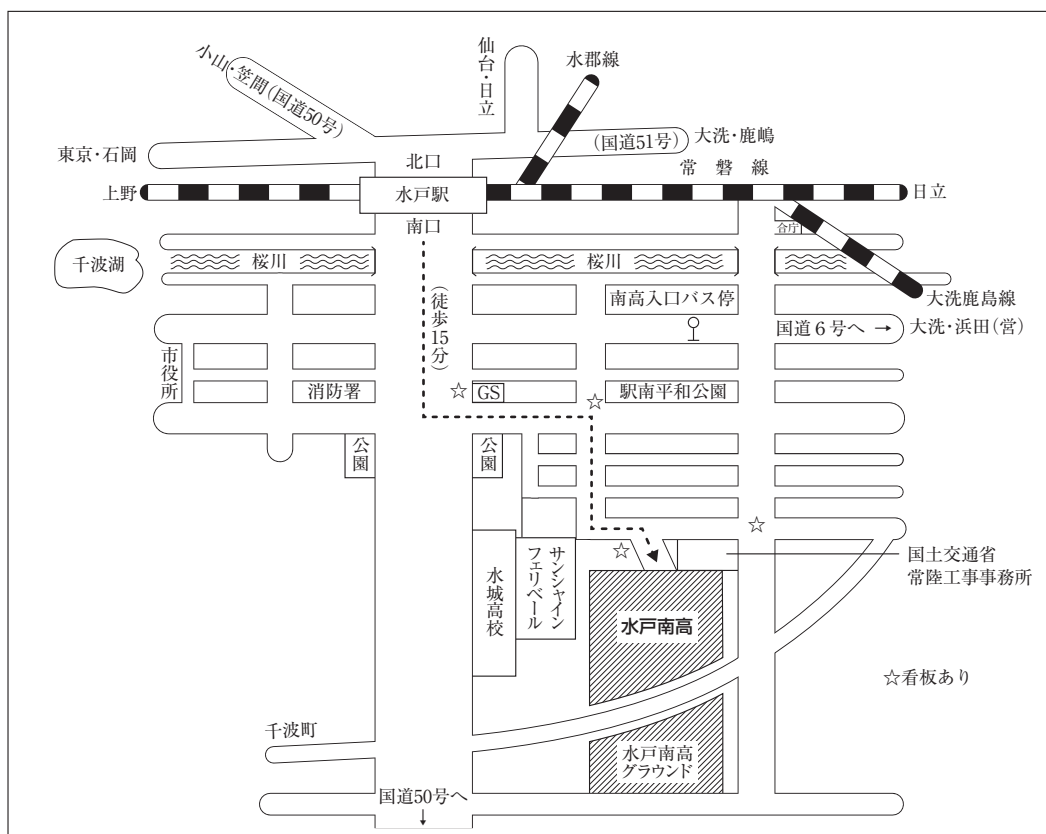 小山・笠間(国道50号)
仙台・日立
水郡線
東京・石岡
北口
(国道51号)
大洗・鹿嶋
常磐線
上野
水戸駅
日立
南口
合庁
千波湖
桜川
桜川
大洗鹿島線
南高入口バス停
国道6号へ →
大洗・浜田(営)
(徒歩15分)
市役所
消防署
☆
GS
☆
駅南平和公園
公園
公園
☆
☆
国土交通省
常陸工事事務所
水城高校
サンシャイン
フェリベール
水戸南高
☆看板あり
千波町
水戸南高
グラウンド
国道50号へ
↓